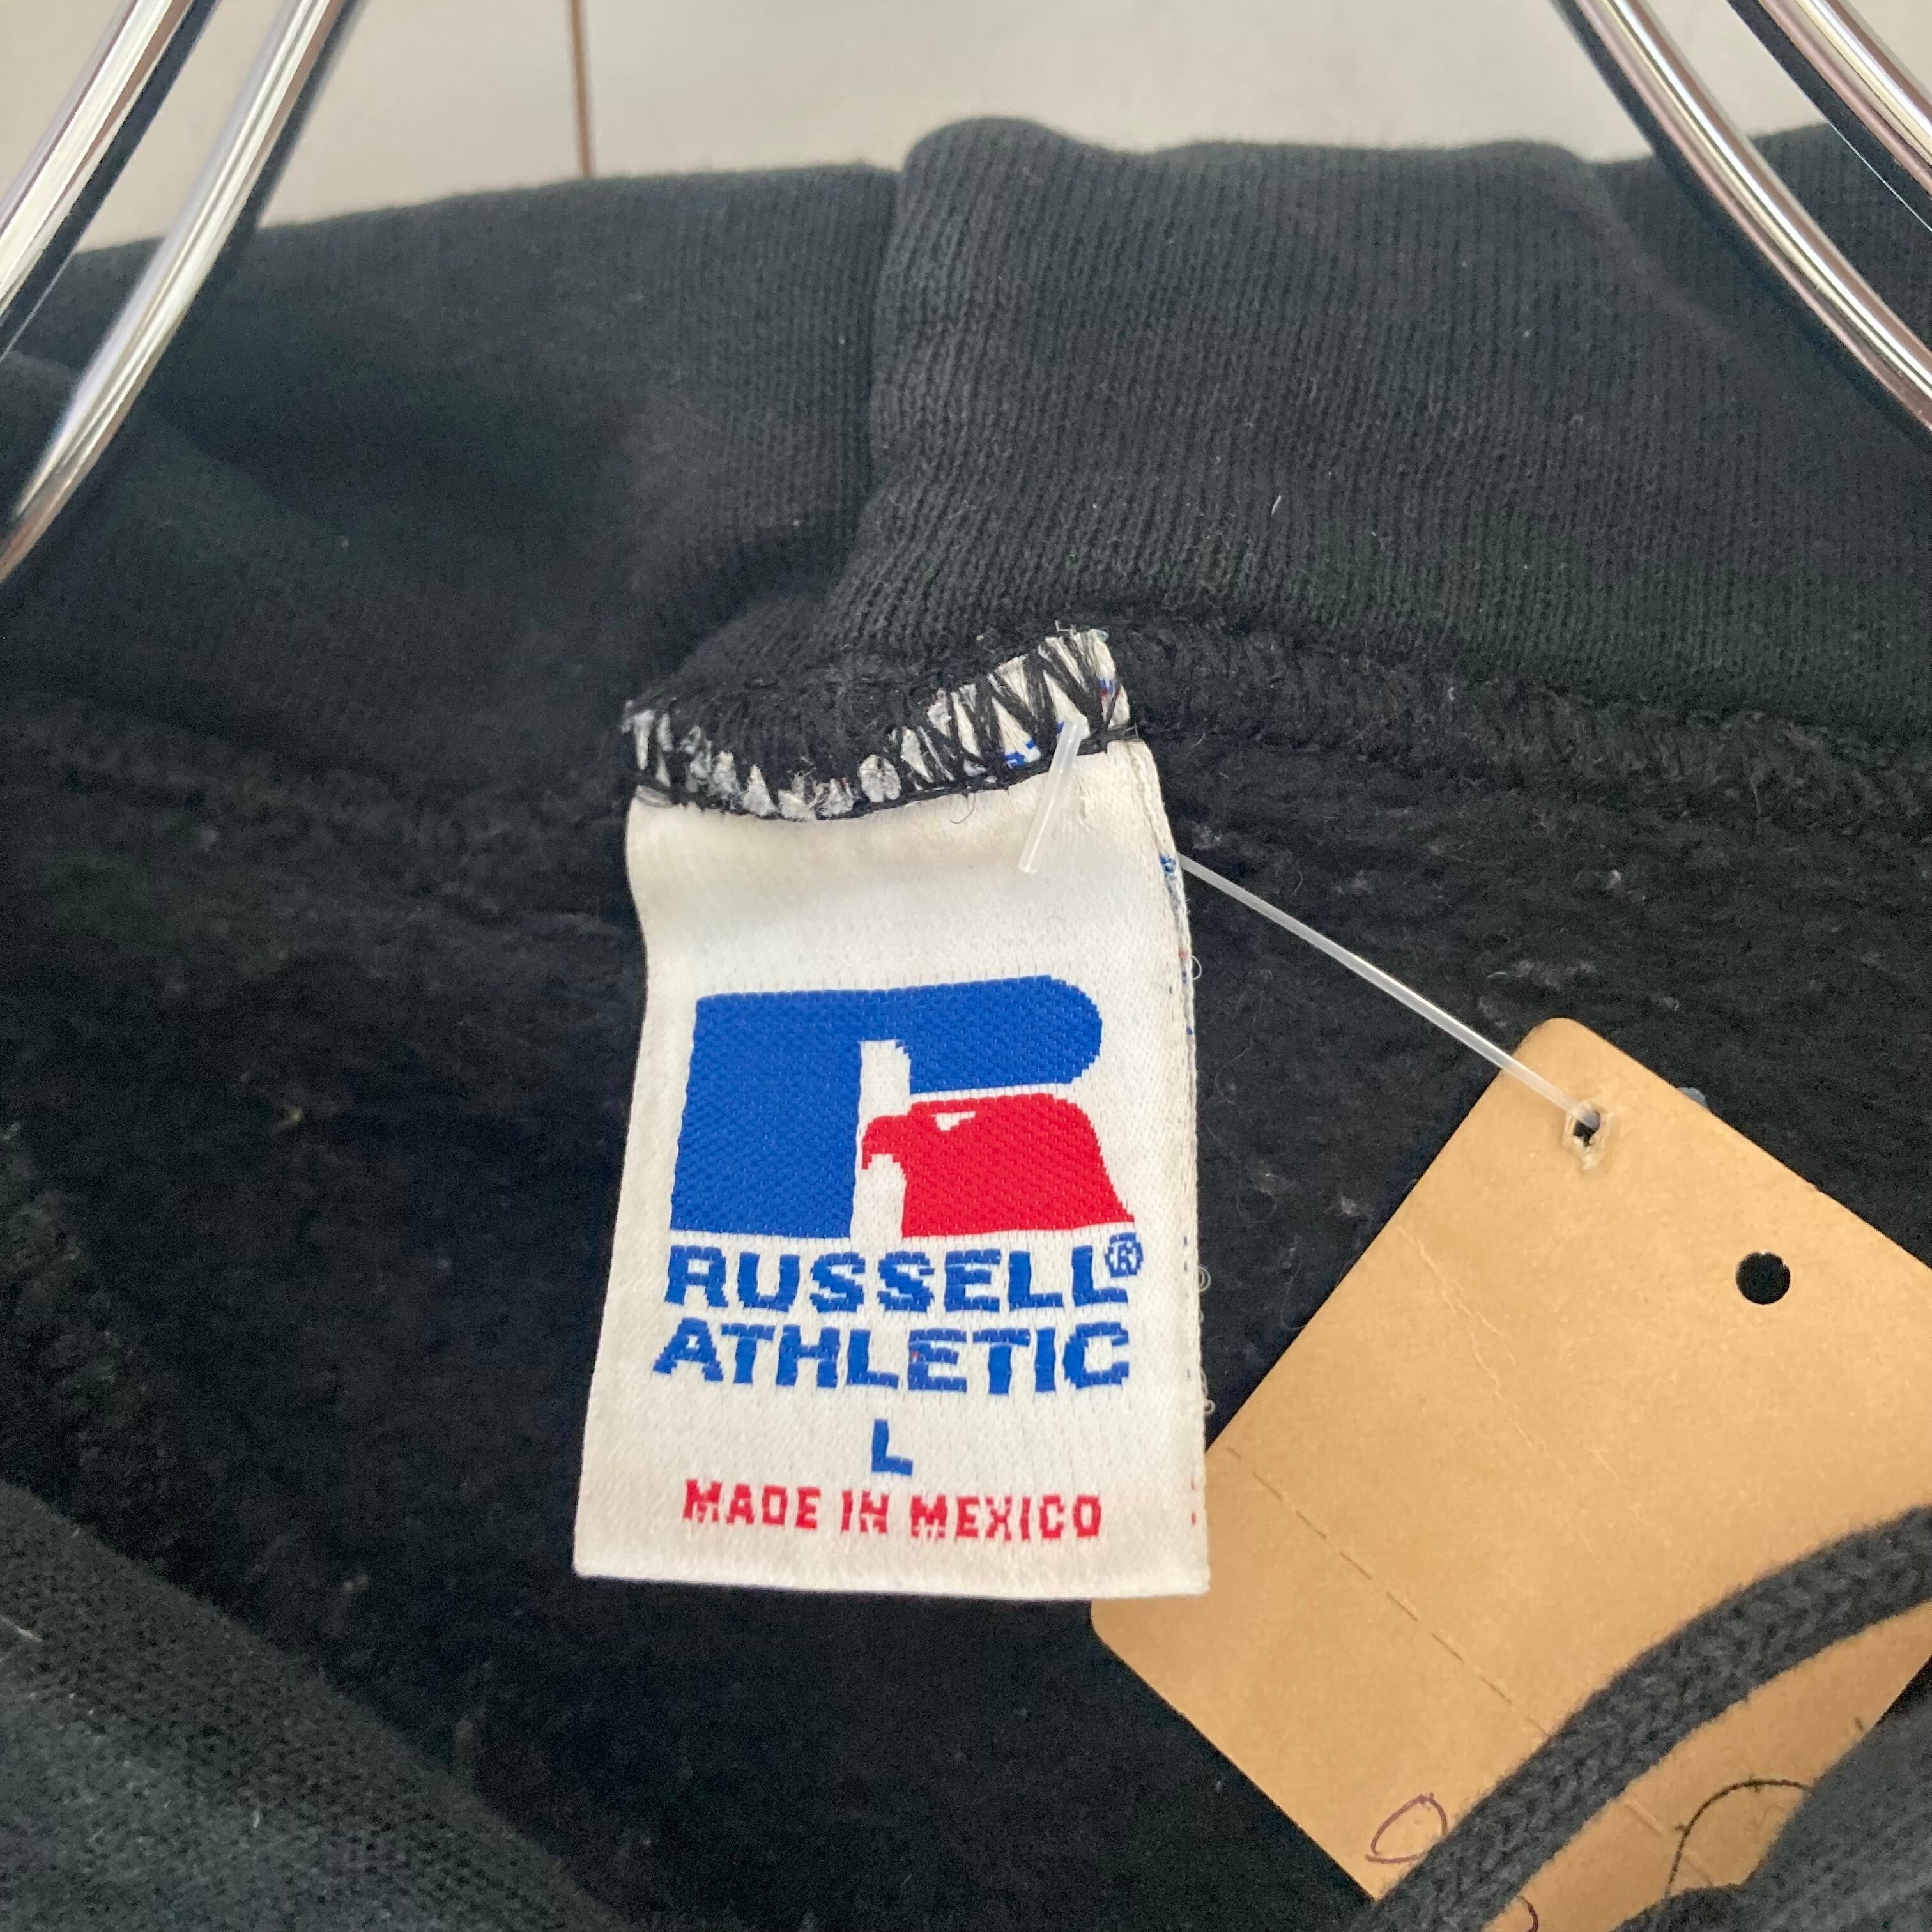 RUSSELL®
ATHLETIC
L
MADE IN MEXICO